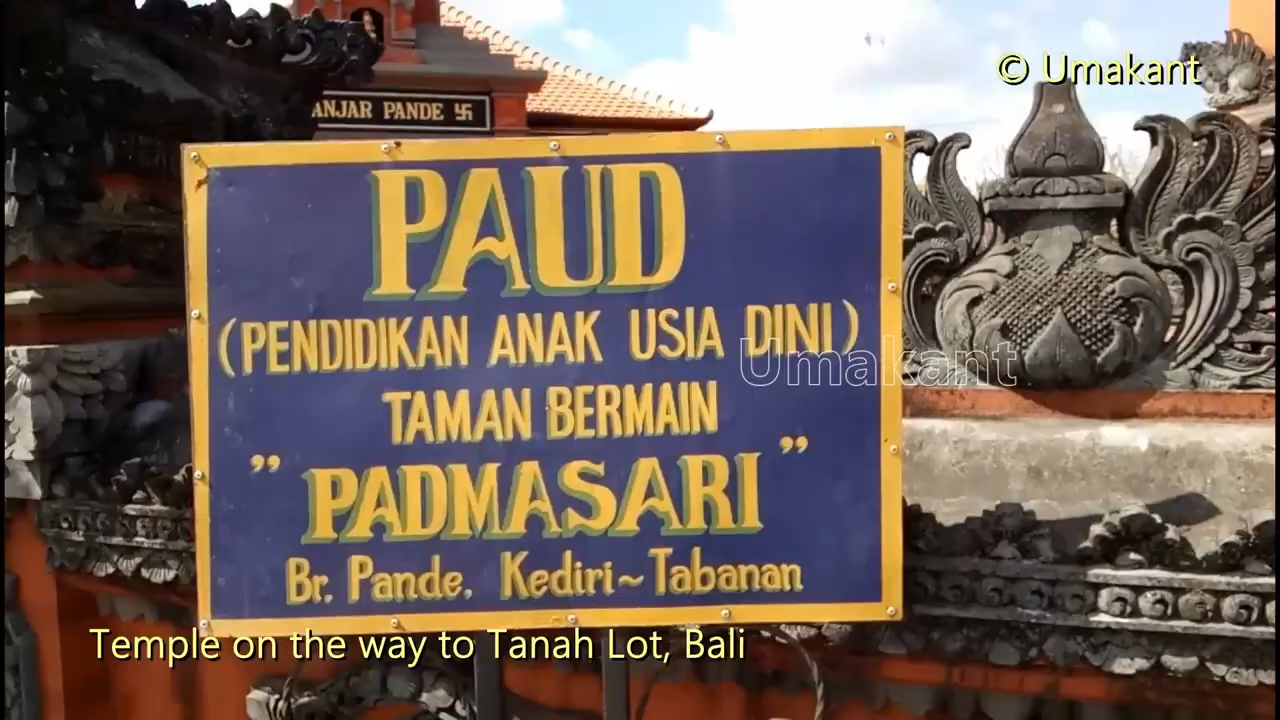 © Umakant
ANJAR PANDE 卐
PAUD
(PENDIDIKAN ANAK USIA DINI)
Umakant
TAMAN BERMAIN
" PADMASARI "
Br. Pande. Kediri~Tabanan
Temple on the way to Tanah Lot, Bali